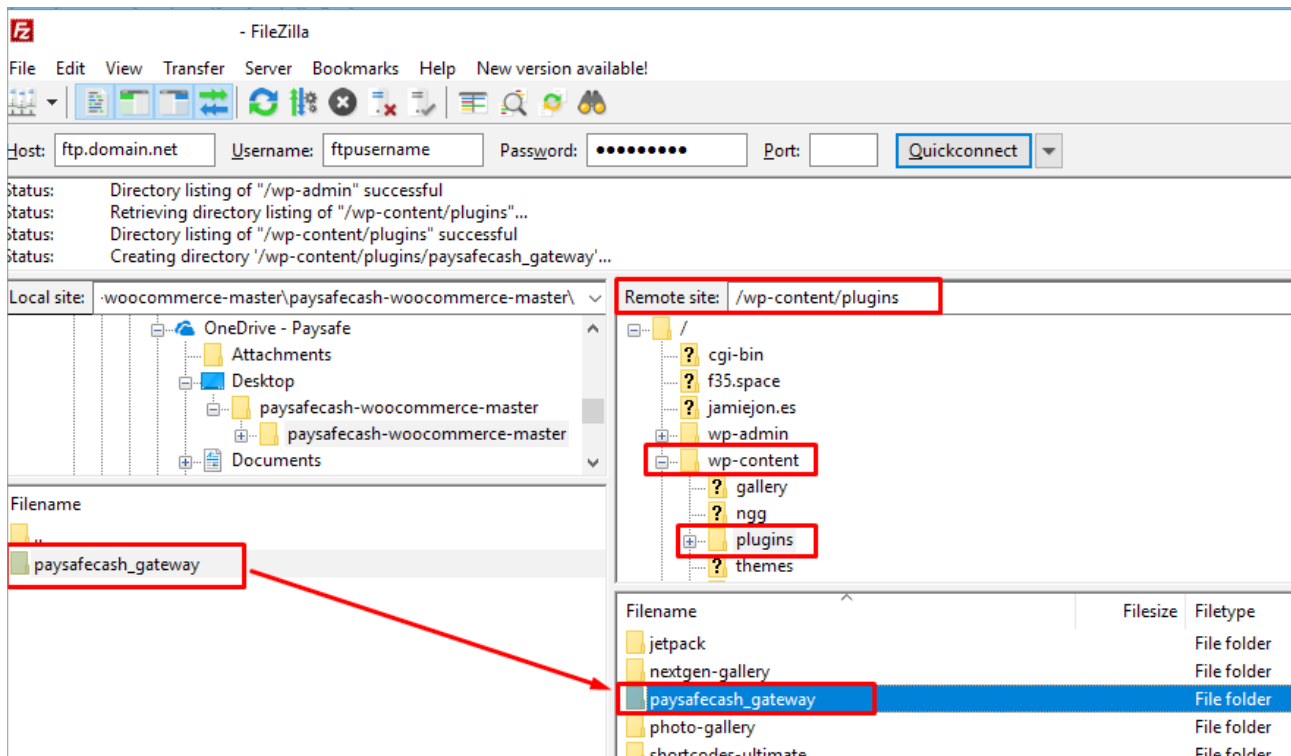 - FileZilla
File Edit View Transfer Server Bookmarks Help New version available!
Host: ftp.domain.net Username: ftpusername Password: ●●●●●●●●● Port: Quickconnect
Status: Directory listing of "/wp-admin" successful
Status: Retrieving directory listing of "/wp-content/plugins"...
Status: Directory listing of "/wp-content/plugins" successful
Status: Creating directory '/wp-content/plugins/paysafecash_gateway'...
Local site: -woocommerce-master\paysafecash-woocommerce-master\
OneDrive - Paysafe
Attachments
Desktop
paysafecash-woocommerce-master
paysafecash-woocommerce-master
Documents
Filename
..
paysafecash_gateway
Remote site: /wp-content/plugins
/
cgi-bin
f35.space
jamiejon.es
wp-admin
wp-content
gallery
ngg
plugins
themes
Filename Filesize Filetype
jetpack File folder
nextgen-gallery File folder
paysafecash_gateway File folder
photo-gallery File folder
shortcodes-ultimate File folder